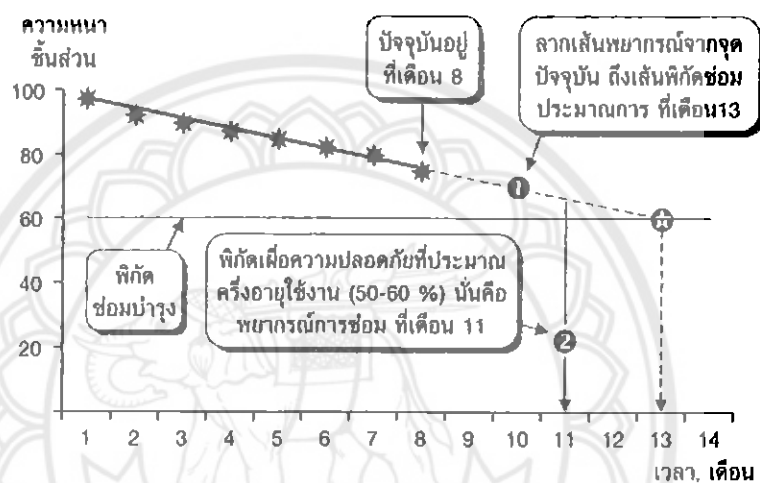 ความหนา
ชิ้นส่วน
ปัจจุบันอยู่
ที่เดือน 8
ลากเส้นพยากรณ์จากจุด
ปัจจุบัน ถึงเส้นพิกัดซ่อม
ประมาณการ ที่เดือน13
100
80
60
40
20
1
2
พิกัด
ซ่อมบำรุง
พิกัดเผื่อความปลอดภัยที่ประมาณ
ครึ่งอายุใช้งาน (50-60 %) นั่นคือ
พยากรณ์การซ่อม ที่เดือน 11
1 2 3 4 5 6 7 8 9 10 11 12 13 14
เวลา, เดือน